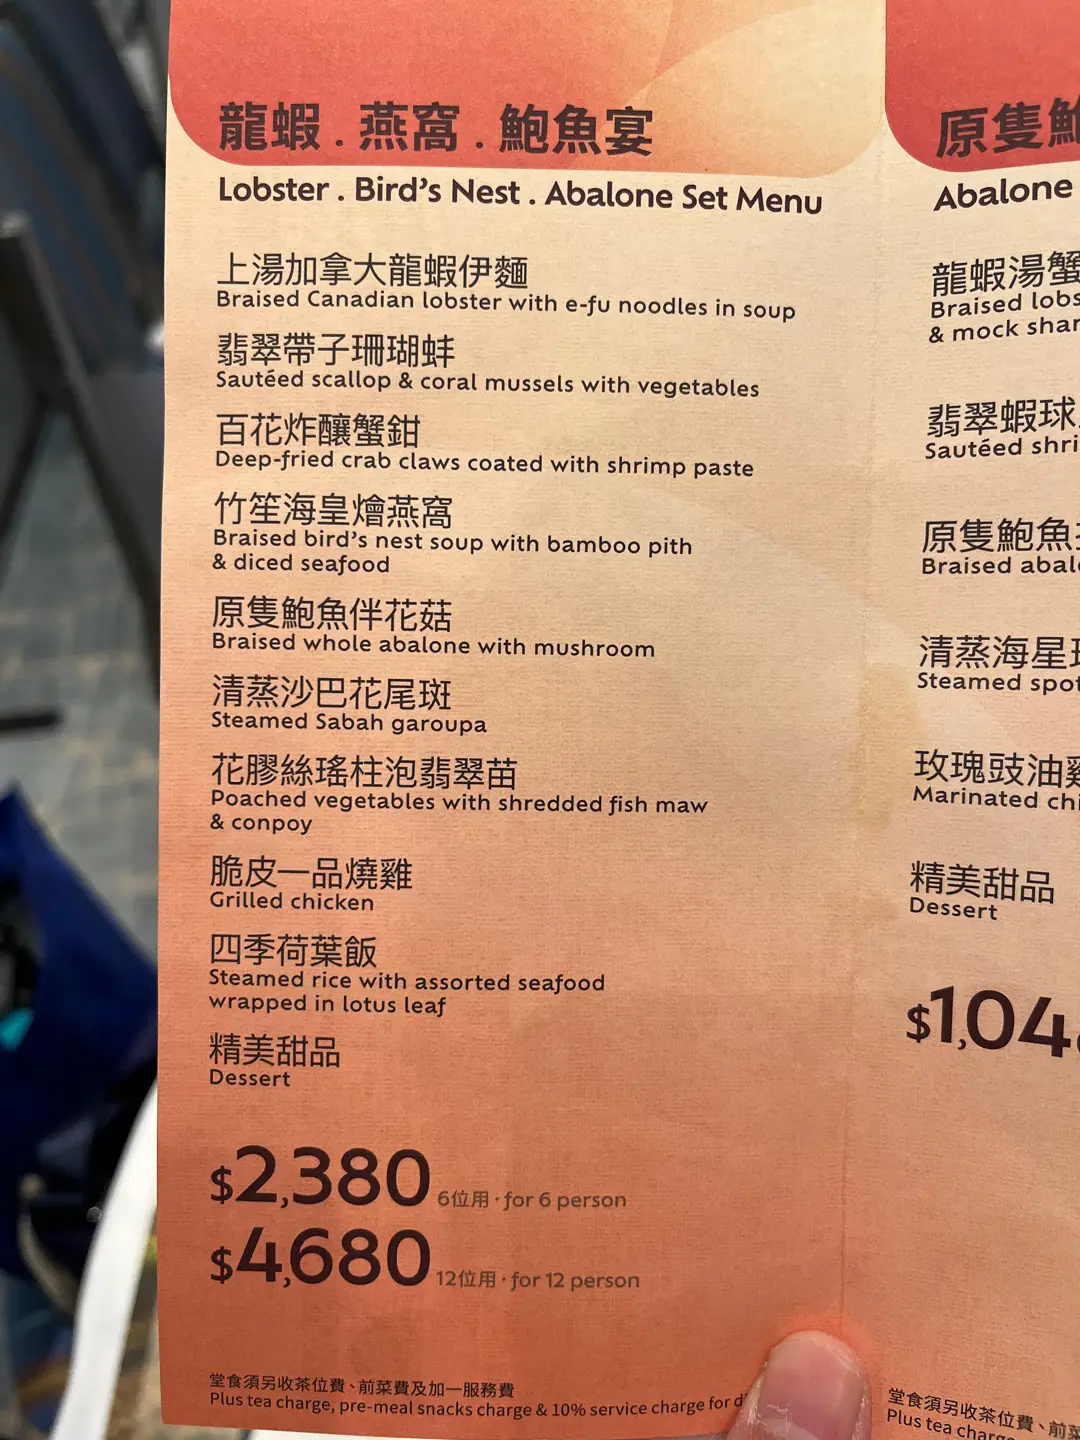 龍蝦．燕窩．鮑魚宴
Lobster . Bird's Nest . Abalone Set Menu
上湯加拿大龍蝦伊麵
Braised Canadian lobster with e-fu noodles in soup
翡翠帶子珊瑚蚌
Sautéed scallop & coral mussels with vegetables
百花炸釀蟹鉗
Deep-fried crab claws coated with shrimp paste
竹笙海皇燴燕窩
Braised bird's nest soup with bamboo pith
& diced seafood
原隻鮑魚伴花菇
Braised whole abalone with mushroom
清蒸沙巴花尾斑
Steamed Sabah garoupa
花膠絲瑤柱泡翡翠苗
Poached vegetables with shredded fish maw
& conpoy
脆皮一品燒雞
Grilled chicken
四季荷葉飯
Steamed rice with assorted seafood
wrapped in lotus leaf
精美甜品
Dessert
$2,380 6位用·for 6 person
$4,680 12位用·for 12 person
堂食須另收茶位費、前菜費及加一服務費
Plus tea charge, pre-meal snacks charge & 10% service charge for
原隻
Abalone
龍蝦湯蟹
Braised
& mock
翡翠蝦球
Sautéed
原隻鮑魚
Braised
清蒸海星
Steamed
玫瑰豉油
Marinated
精美甜品
Dessert
$1,04
堂食須另收茶位費、前
Plus tea